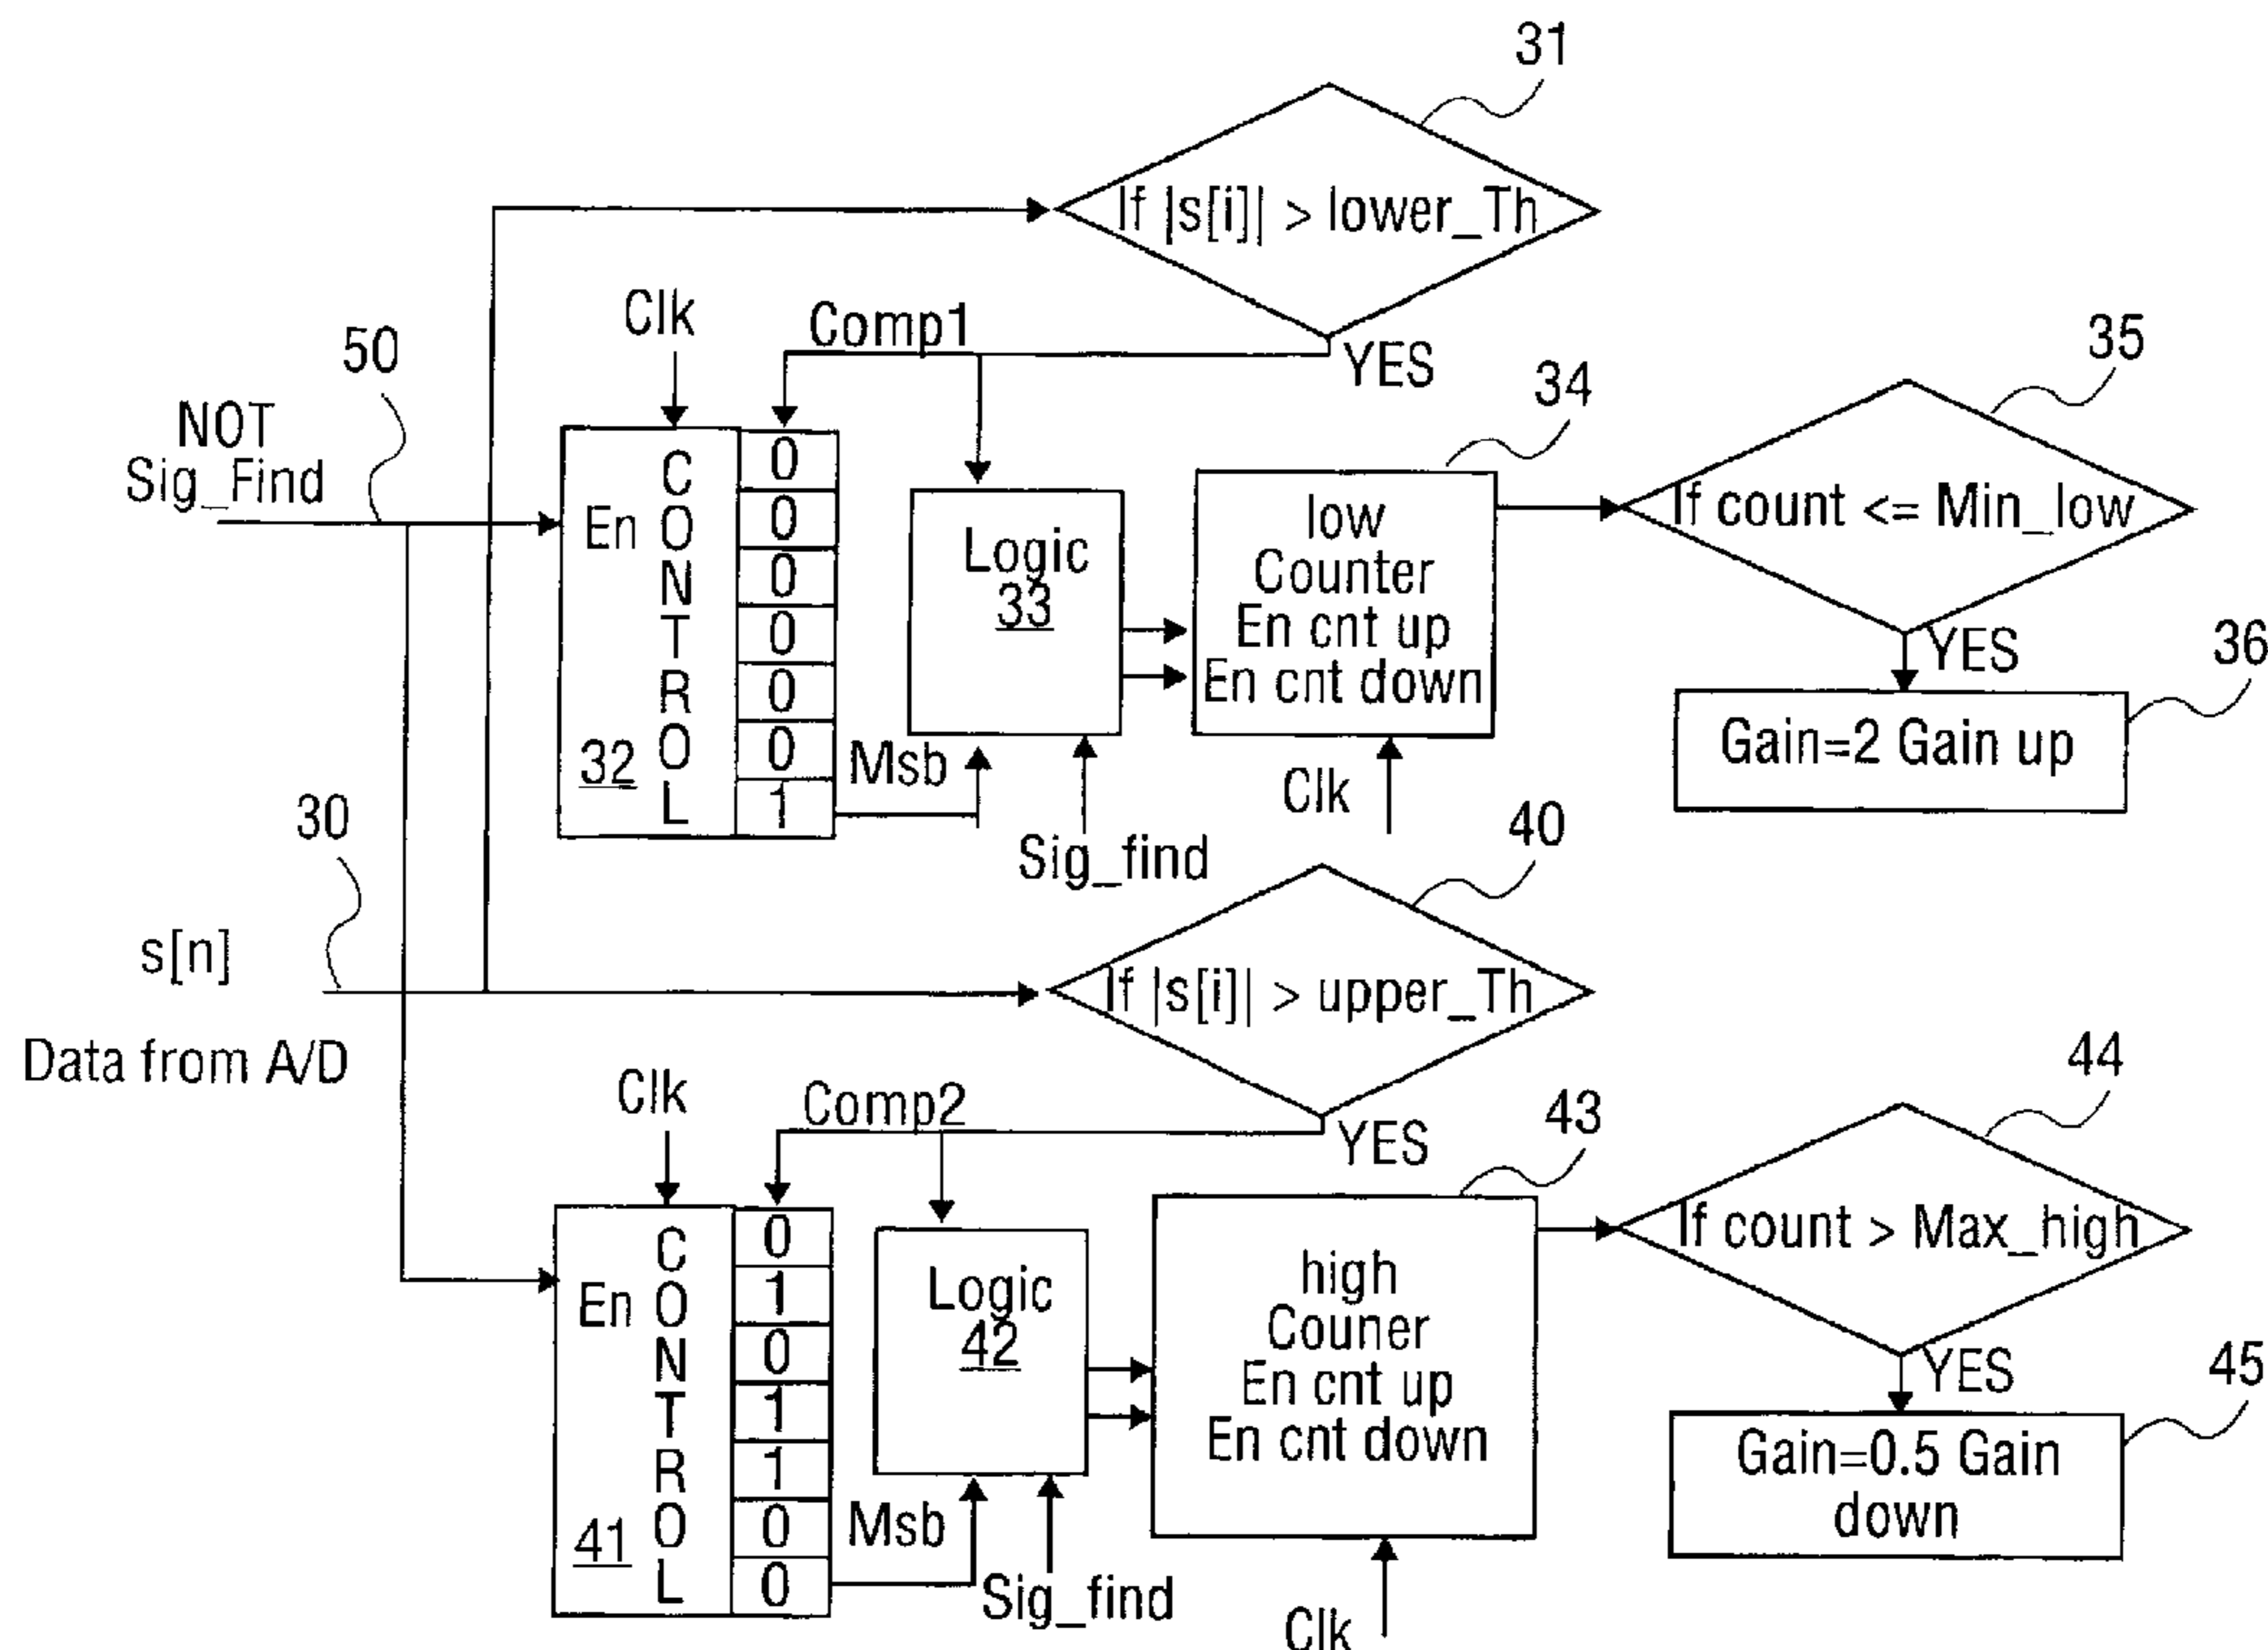 31
If |s[i]| > lower_Th
YES
Comp1
Clk
50
NOT
Sig_Find
En
C
O
N
T
R
O
L
32
0
0
0
0
0
0
1
Msb
Logic
33
Sig_find
34
low
Counter
En cnt up
En cnt down
Clk
35
If count <= Min_low
YES
36
Gain=2 Gain up
30
s[n]
Data from A/D
40
If |s[i]| > upper_Th
YES
Comp2
Clk
En
C
O
N
T
R
O
L
41
0
1
0
1
1
0
0
Msb
Logic
42
Sig_find
43
high
Couner
En cnt up
En cnt down
Clk
44
If count > Max_high
YES
45
Gain=0.5 Gain
down